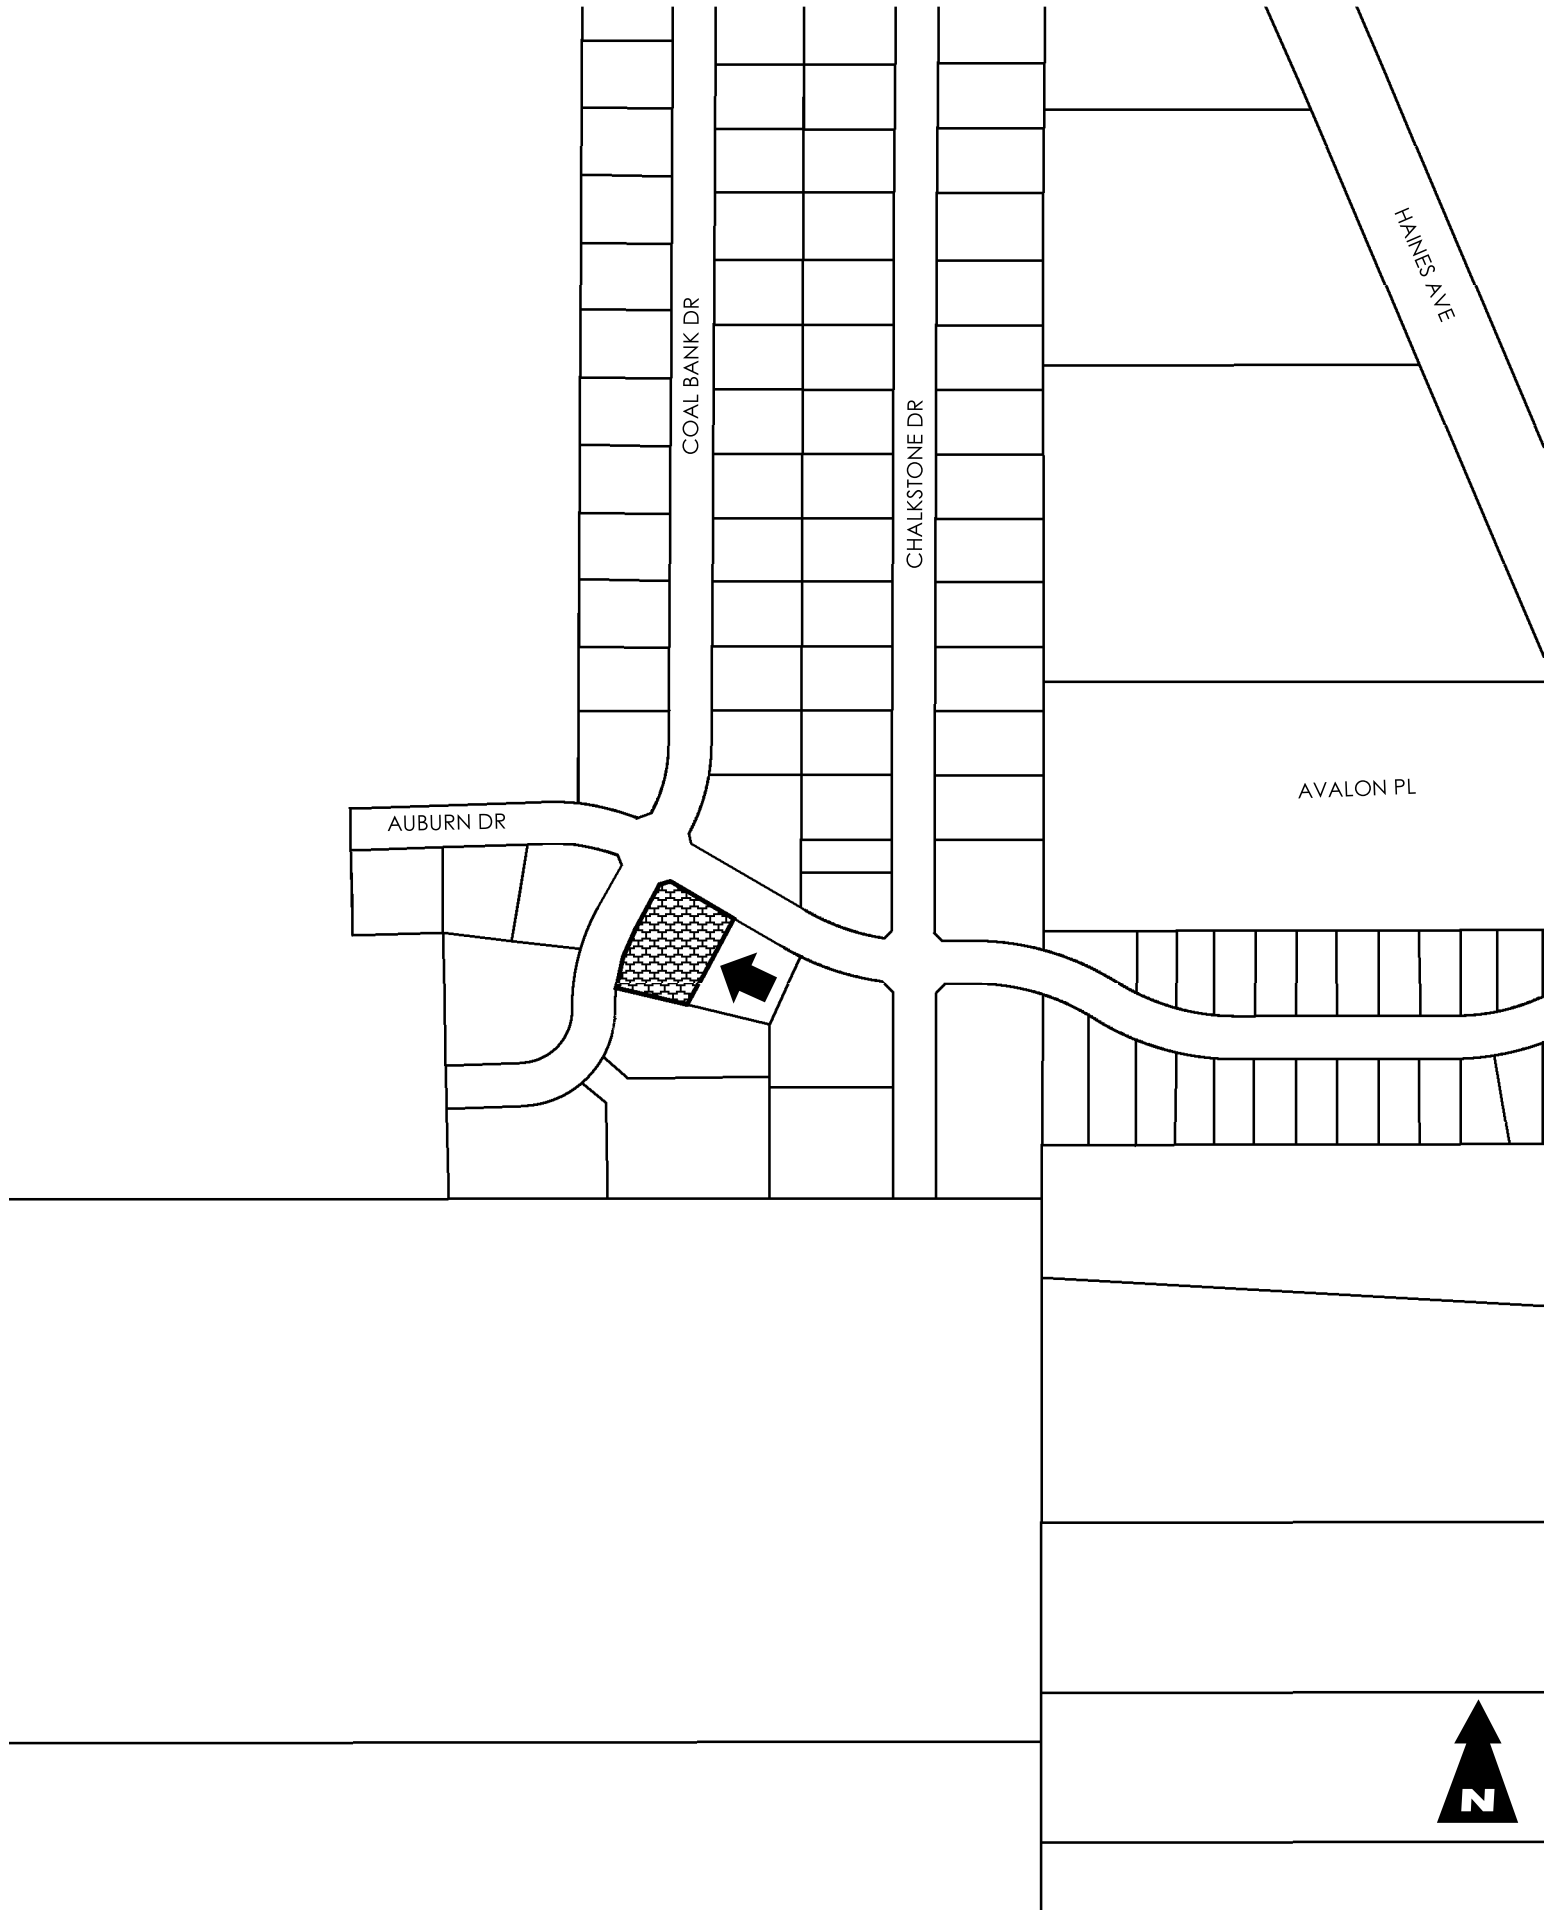 HAINES AVE
COAL BANK DR
CHALKSTONE DR
AVALON PL
AUBURN DR
N